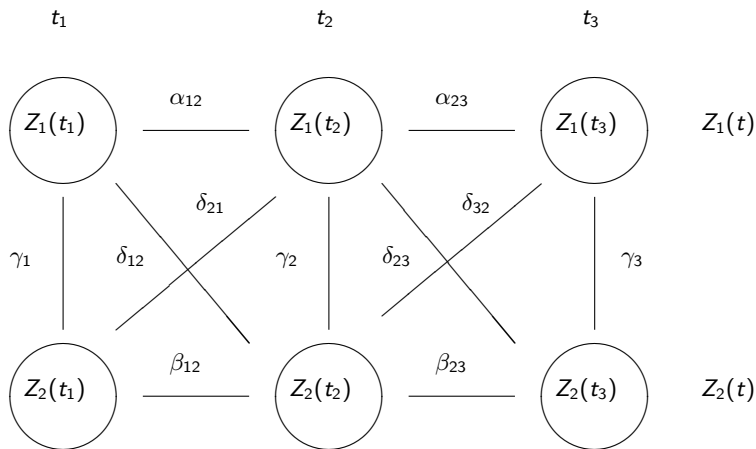 t₁ t₂ t₃
α₁₂ α₂₃
Z₁(t₁) Z₁(t₂) Z₁(t₃) Z₁(t)
δ₂₁ δ₃₂
γ₁ δ₁₂ γ₂ δ₂₃ γ₃
β₁₂ β₂₃
Z₂(t₁) Z₂(t₂) Z₂(t₃) Z₂(t)